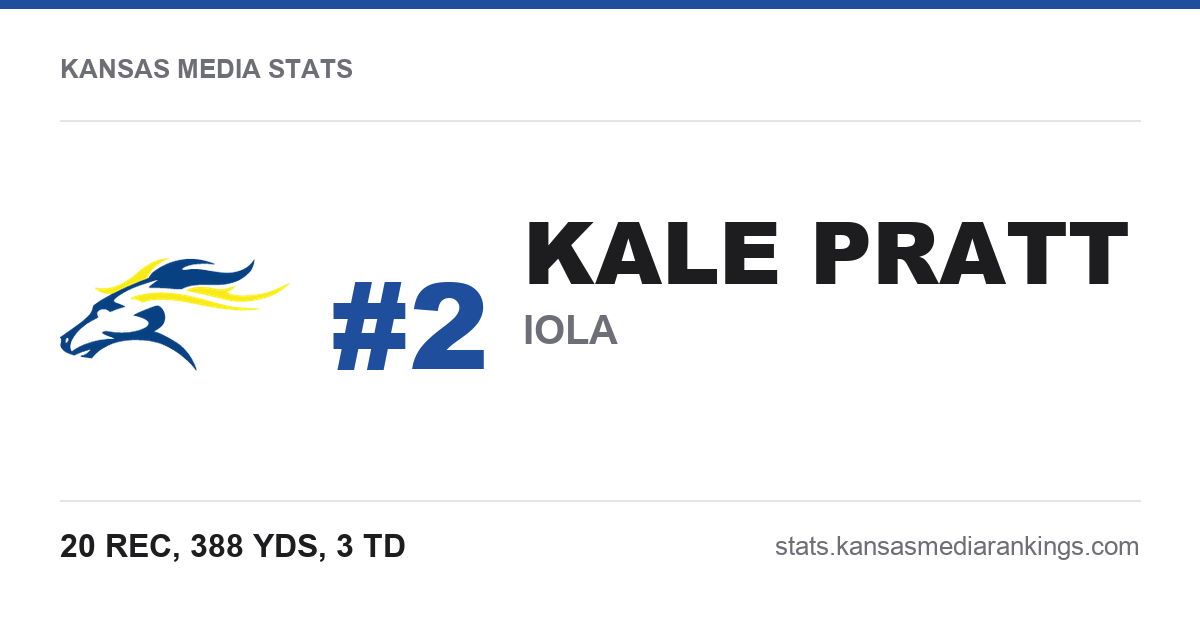 KANSAS MEDIA STATS
#2
KALE PRATT
IOLA
20 REC, 388 YDS, 3 TD
stats.kansasmediarankings.com